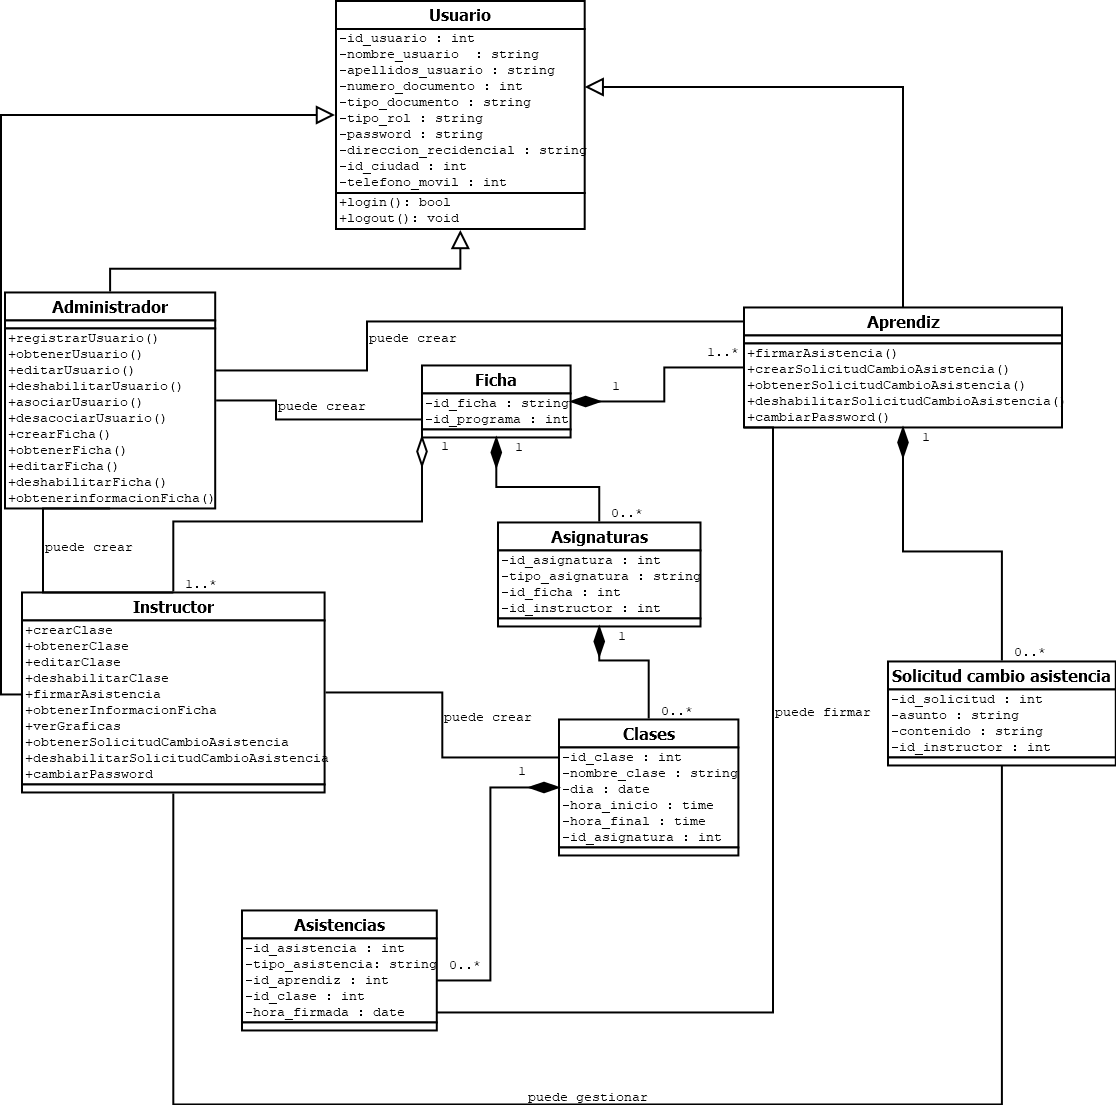 Usuario
-id_usuario : int
-nombre_usuario  : string
-apellidos_usuario : string
-numero_documento : int
-tipo_documento : string
-tipo_rol : string
-password : string
-direccion_recidencial : string
-id_ciudad : int
-telefono_movil : int
+login(): bool
+logout(): void
Administrador
+registrarUsuario()
+obtenerUsuario()
+editarUsuario()
+deshabilitarUsuario()
+asociarUsuario()
+desacociarUsuario()
+crearFicha()
+obtenerFicha()
+editarFicha()
+deshabilitarFicha()
+obtenerinformacionFicha()
puede crear
puede crear
puede crear
Ficha
-id_ficha : string
-id_programa : int
1
1..*
1
1
Aprendiz
+firmarAsistencia()
+crearSolicitudCambioAsistencia()
+obtenerSolicitudCambioAsistencia()
+deshabilitarSolicitudCambioAsistencia()
+cambiarPassword()
1
0..*
Asignaturas
-id_asignatura : int
-tipo_asignatura : string
-id_ficha : int
-id_instructor : int
1
0..*
1..*
Instructor
+crearClase
+obtenerClase
+editarClase
+deshabilitarClase
+firmarAsistencia
+obtenerInformacionFicha
+verGraficas
+obtenerSolicitudCambioAsistencia
+deshabilitarSolicitudCambioAsistencia
+cambiarPassword
puede crear
0..*
Solicitud cambio asistencia
-id_solicitud : int
-asunto : string
-contenido : string
-id_instructor : int
puede firmar
Clases
-id_clase : int
-nombre_clase : string
-dia : date
-hora_inicio : time
-hora_final : time
-id_asignatura : int
1
0..*
Asistencias
-id_asistencia : int
-tipo_asistencia: string
-id_aprendiz : int
-id_clase : int
-hora_firmada : date
puede gestionar